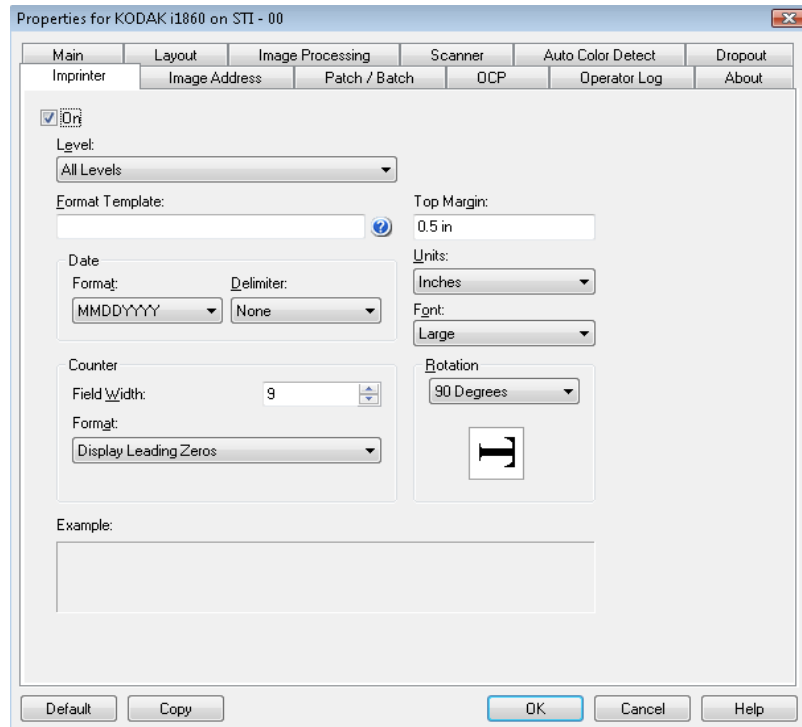 Properties for KODAK i1860 on STI - 00
Main Layout Image Processing Scanner Auto Color Detect Dropout
Imprinter Image Address Patch / Batch OCP Operator Log About
On
Level:
All Levels
Format Template: Top Margin:
0.5 in
Date Units:
Format: Delimiter: Inches
MMDDYYYY None Font:
Large
Counter Rotation
Field Width: 9 90 Degrees
Format:
Display Leading Zeros
T
Example:
Default Copy OK Cancel Help